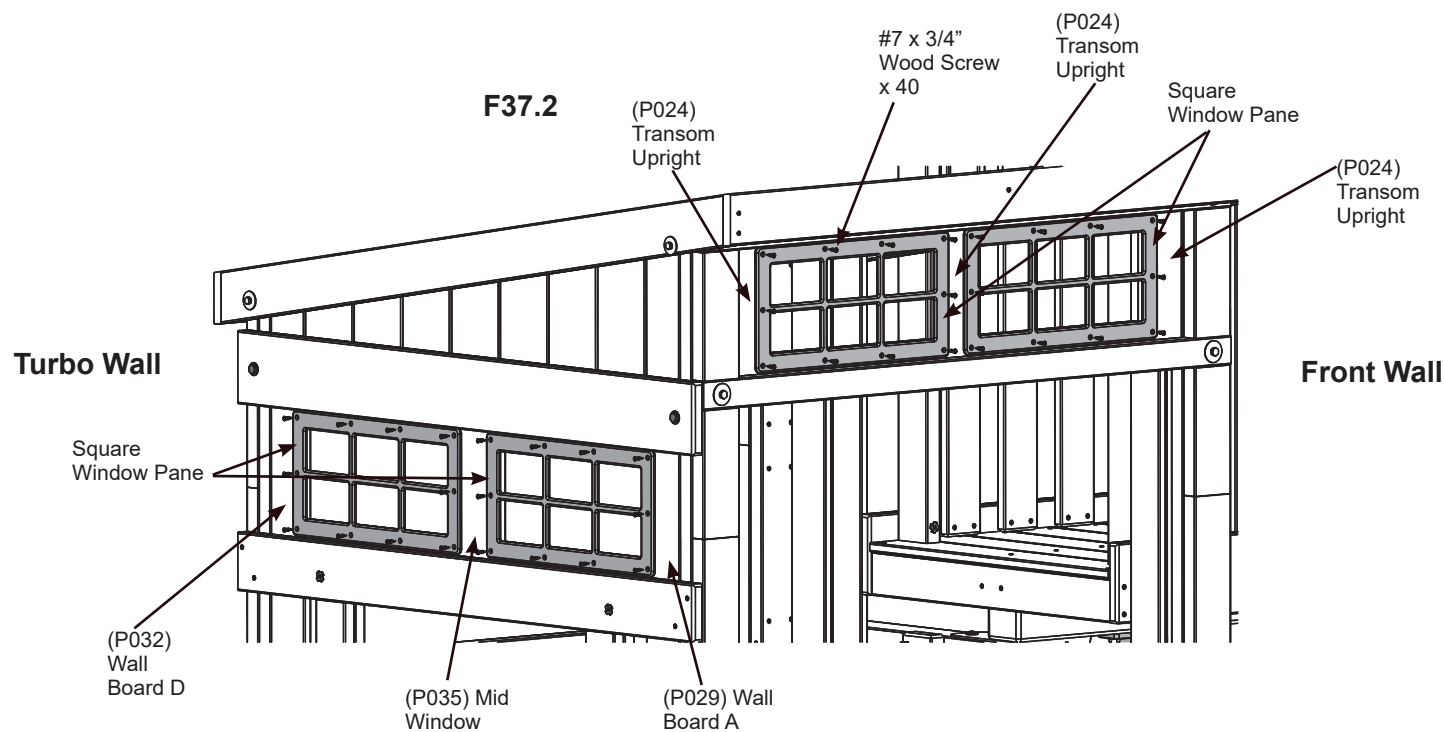 F37.2
(P024)
Transom
Upright
#7 x 3/4”
Wood Screw
x 40
(P024)
Transom
Upright
Square
Window Pane
(P024)
Transom
Upright
Turbo Wall
Front Wall
Square
Window Pane
(P032)
Wall
Board D
(P035) Mid
Window
(P029) Wall
Board A